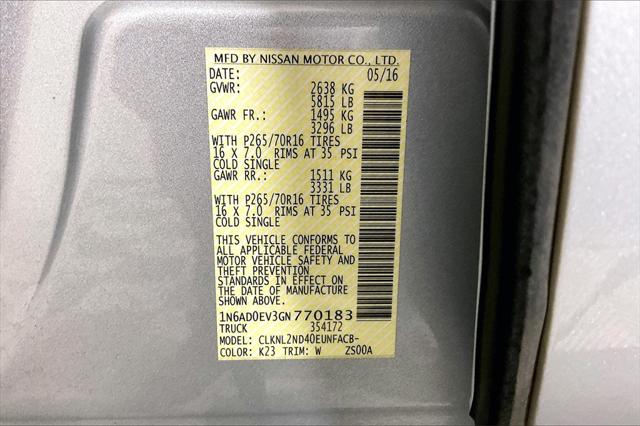 MFD BY NISSAN MOTOR CO., LTD.
DATE: 05/16
GVWR: 2638 KG
5815 LB
GAWR FR.: 1495 KG
3296 LB
WITH P265/70R16 TIRES
16 X 7.0 RIMS AT 35 PSI
COLD SINGLE
GAWR RR.: 1511 KG
3331 LB
WITH P265/70R16 TIRES
16 X 7.0 RIMS AT 35 PSI
COLD SINGLE
THIS VEHICLE CONFORMS TO
ALL APPLICABLE FEDERAL
MOTOR VEHICLE SAFETY AND
THEFT PREVENTION
STANDARDS IN EFFECT ON
THE DATE OF MANUFACTURE
SHOWN ABOVE.
1N6AD0EV3GN770183
TRUCK 354172
MODEL: CLKNL2ND40EUNFACB-
COLOR: K23 TRIM: W ZS00A